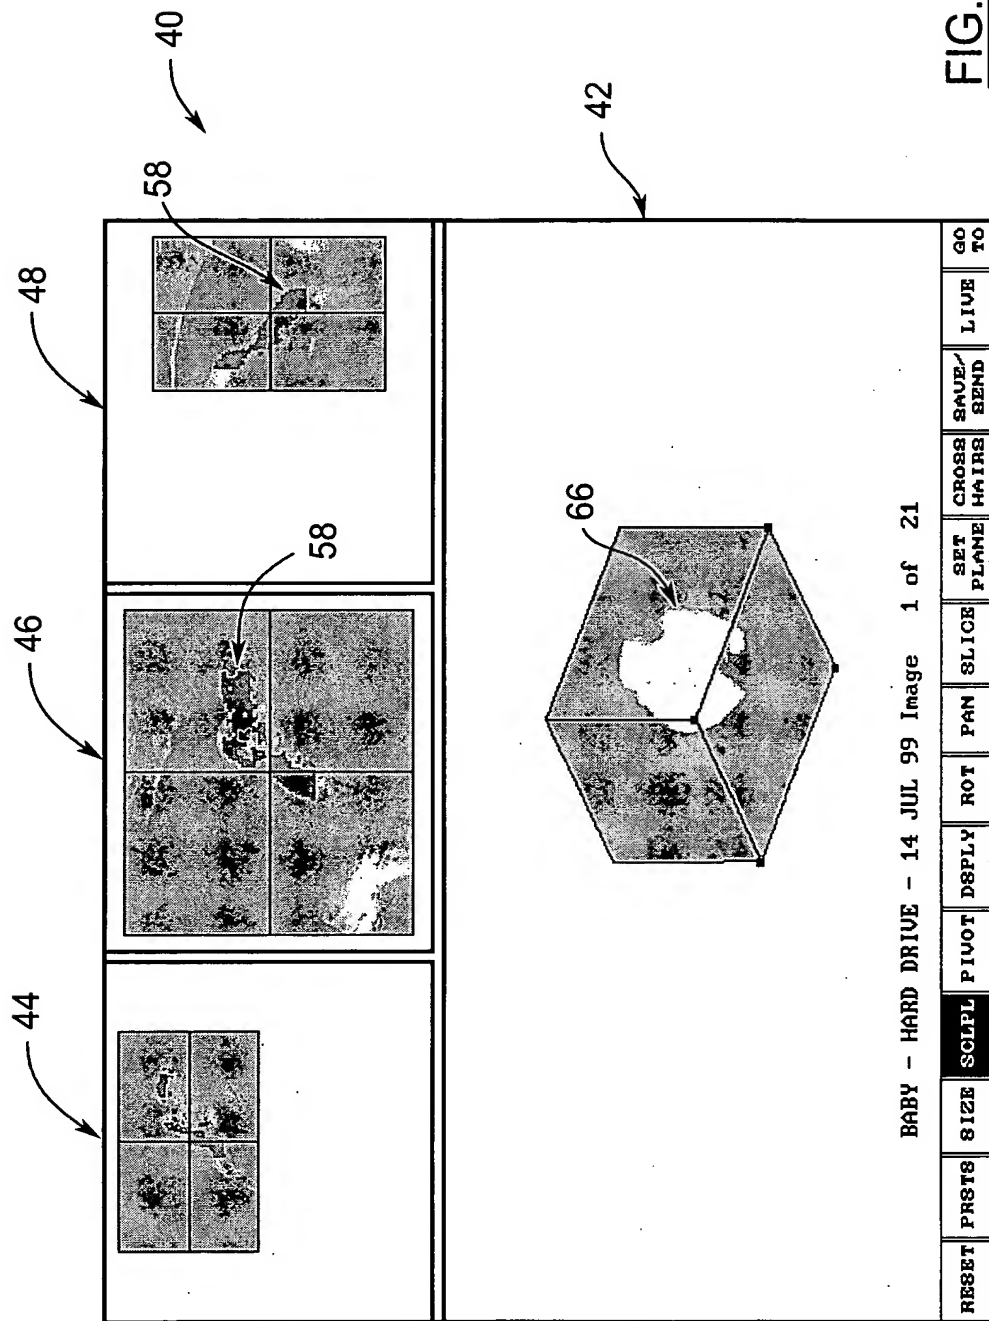 44
46
48
40
58
58
42
66
BABY - HARD DRIVE - 14 JUL 99 Image 1 of 21
RESET PRSTS SIZE SCLPL PIVOT DSPLY ROT PAN SLICE SET PLANE CROSS HAIRS SAVE/ SEND LIVE GO TO
FIG.